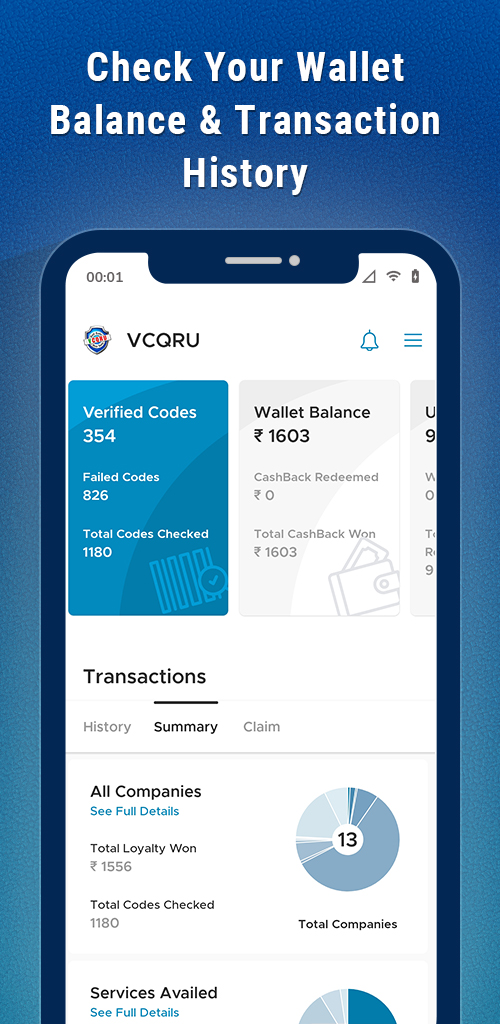 Check Your Wallet
Balance & Transaction
History
00:01
VCQRU
Verified Codes
354
Failed Codes
826
Total Codes Checked
1180
Wallet Balance
₹ 1603
CashBack Redeemed
₹ 0
Total CashBack Won
₹ 1603
U
9
0
9
Transactions
History Summary Claim
All Companies
See Full Details
Total Loyalty Won
₹ 1556
Total Codes Checked
1180
13
Total Companies
Services Availed
See Full Details